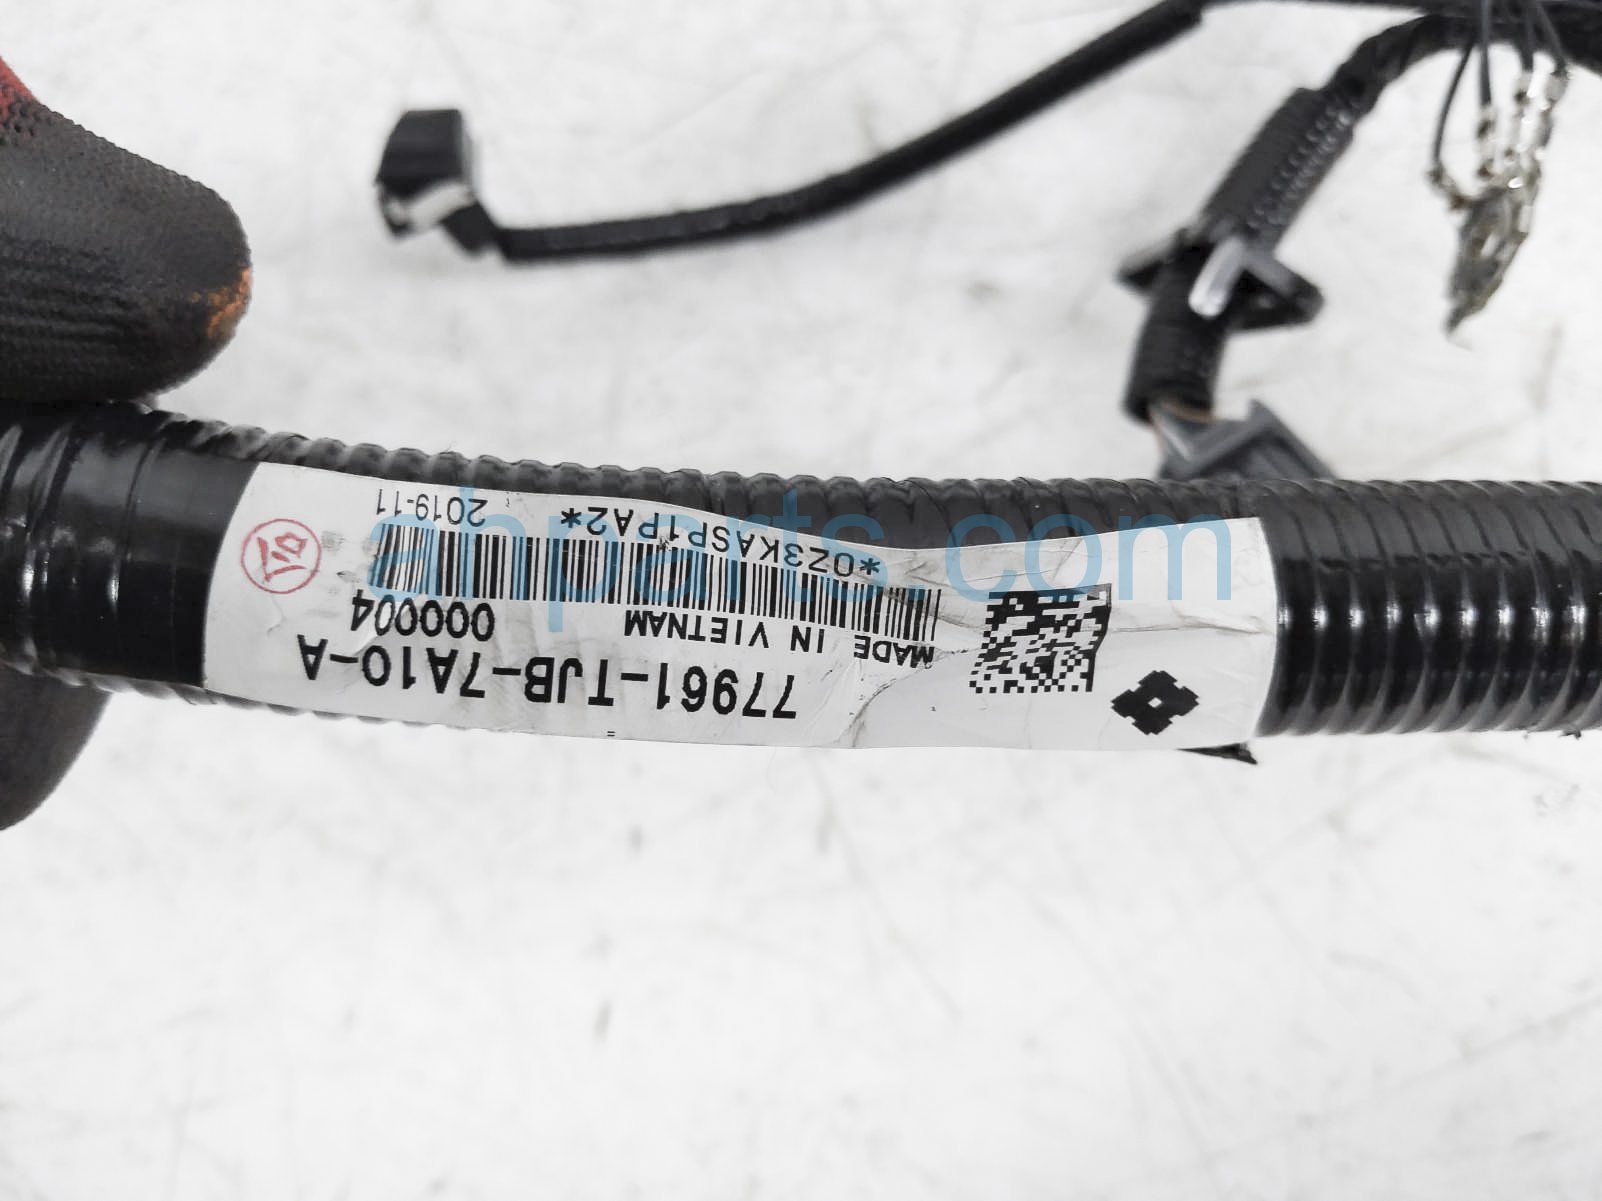 77961-TJB-7A10-A
000004
MADE IN VIETNAM
*0Z3KASP1PA2*
2019-11
ahparts.com